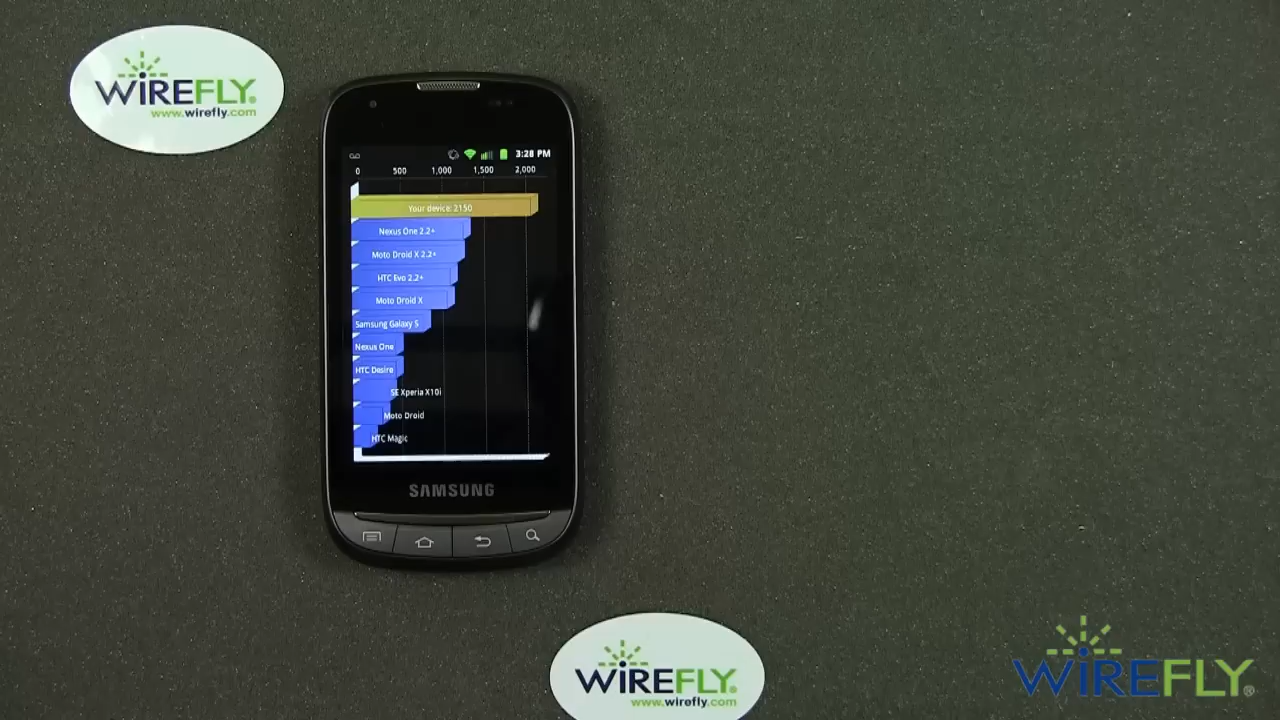 WIREFLY.
www.wirefly.com
3:28 PM
0 500 1,000 1,500 2,000
Your device: 2150
Nexus One 2.2+
Moto Droid X 2.2+
HTC Evo 2.2+
Moto Droid X
Samsung Galaxy S
Nexus One
HTC Desire
SE Xperia X10i
Moto Droid
HTC Magic
SAMSUNG
WIREFLY.
www.wirefly.com
WIREFLY®